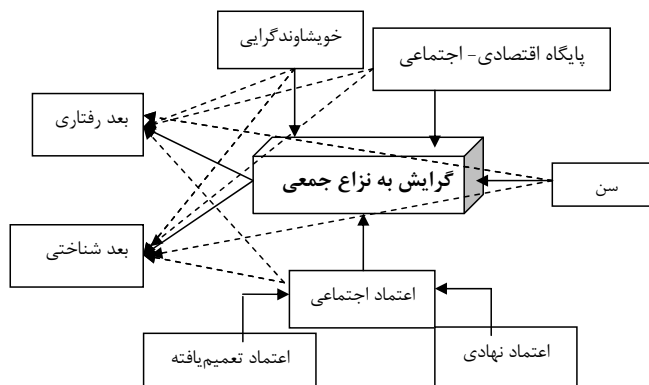 خویشاوندگرایی
پایگاه اقتصادی- اجتماعی
بعد رفتاری
گرایش به نزاع جمعی
سن
بعد شناختی
اعتماد اجتماعی
اعتماد نهادی
اعتماد تعمیم‌یافته